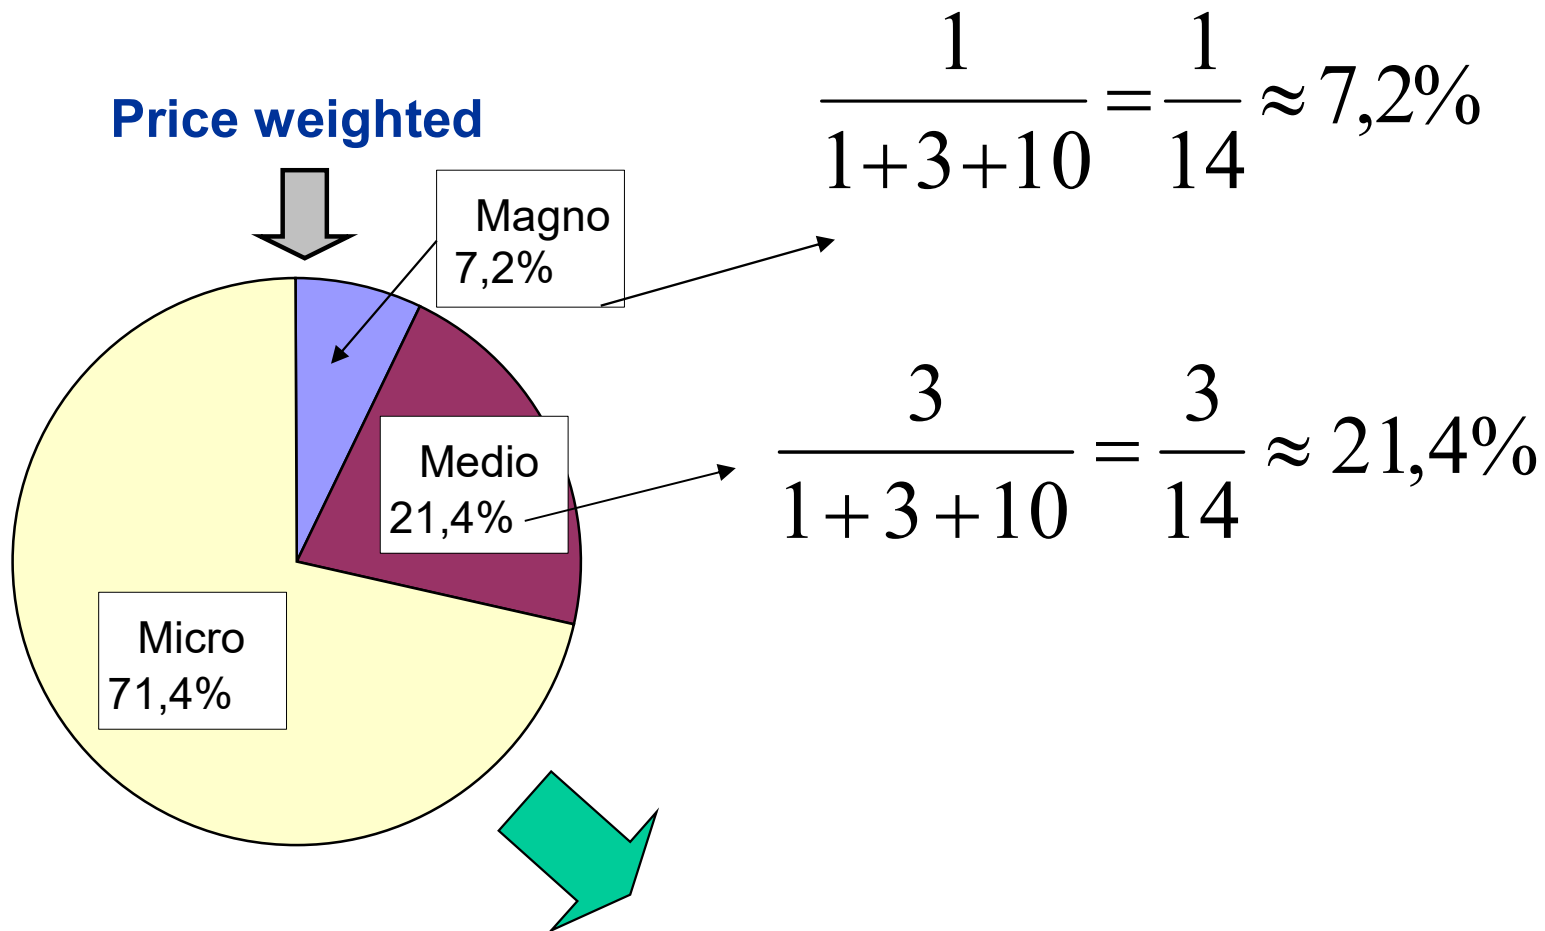 Price weighted
Magno
7,2%
Medio
21,4%
Micro
71,4%
1/(1+3+10) = 1/14 ≈ 7,2%
3/(1+3+10) = 3/14 ≈ 21,4%